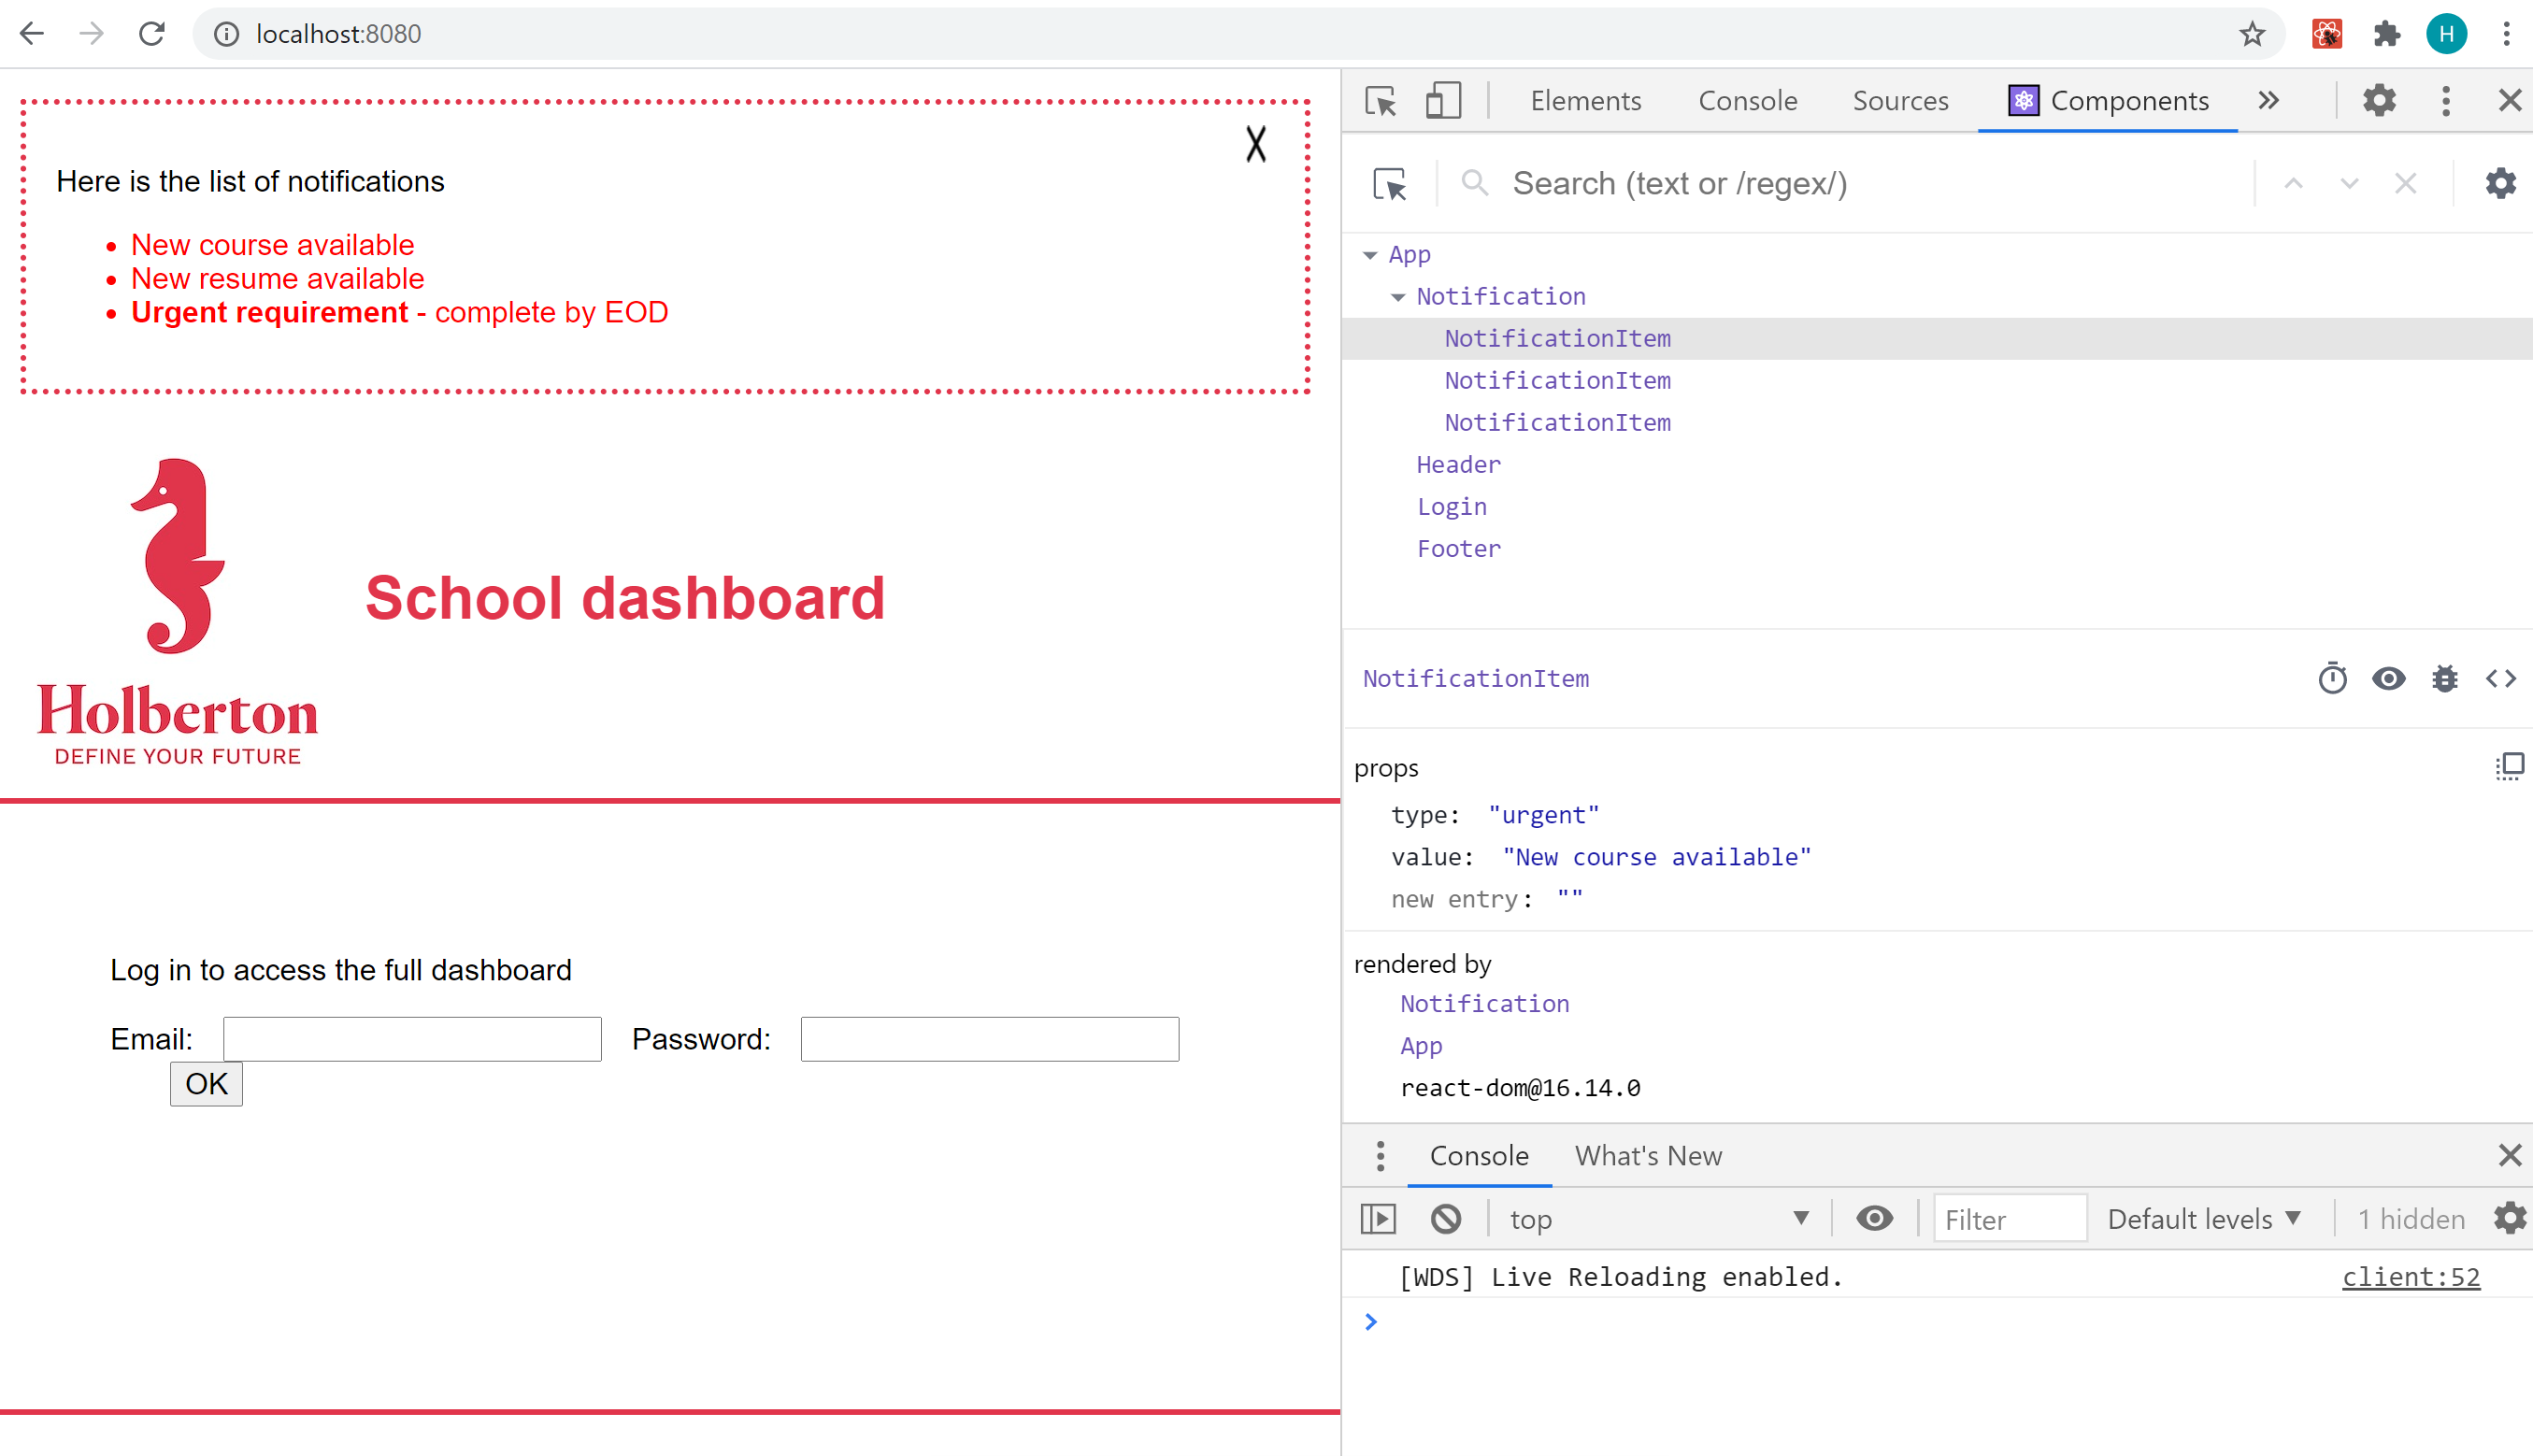 localhost:8080
H
X
Here is the list of notifications
New course available
New resume available
Urgent requirement - complete by EOD
School dashboard
Holberton
DEFINE YOUR FUTURE
Log in to access the full dashboard
Email: Password:
OK
Elements Console Sources Components »
Search (text or /regex/)
App
Notification
NotificationItem
NotificationItem
NotificationItem
Header
Login
Footer
NotificationItem
props
type: "urgent"
value: "New course available"
new entry: ""
rendered by
Notification
App
react-dom@16.14.0
Console What's New
top Filter Default levels 1 hidden
[WDS] Live Reloading enabled. client:52